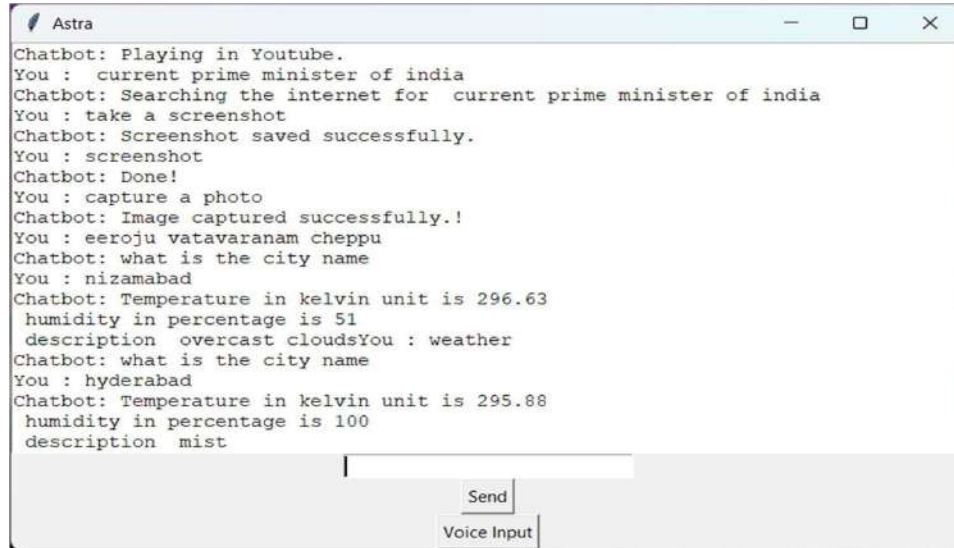 Astra
Chatbot: Playing in Youtube.
You :  current prime minister of india
Chatbot: Searching the internet for  current prime minister of india
You : take a screenshot
Chatbot: Screenshot saved successfully.
You : screenshot
Chatbot: Done!
You : capture a photo
Chatbot: Image captured successfully.!
You : eeroju vatavaranam cheppu
Chatbot: what is the city name
You : nizamabad
Chatbot: Temperature in kelvin unit is 296.63
 humidity in percentage is 51
 description  overcast cloudsYou : weather
Chatbot: what is the city name
You : hyderabad
Chatbot: Temperature in kelvin unit is 295.88
 humidity in percentage is 100
 description  mist
Send
Voice Input